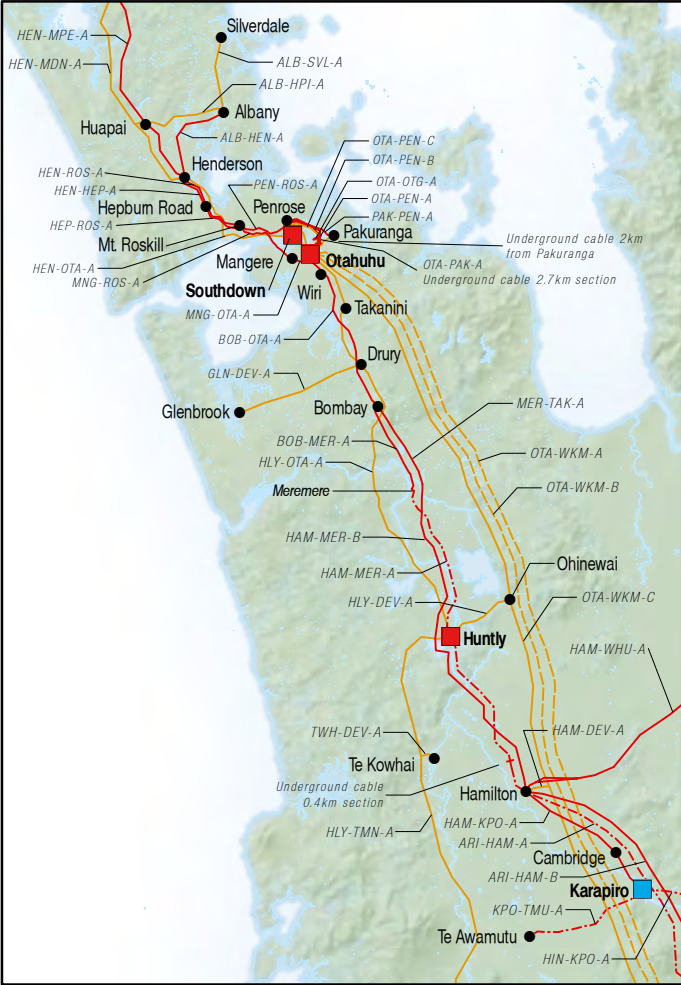 HEN-MPE-A
Silverdale
HEN-MDN-A
ALB-SVL-A
ALB-HPI-A
Albany
Huapai
ALB-HEN-A
OTA-PEN-C
OTA-PEN-B
Henderson
HEN-ROS-A
PEN-ROS-A
OTA-OTG-A
HEN-HEP-A
OTA-PEN-A
Hepburn Road
Penrose
PAK-PEN-A
HEP-ROS-A
Pakuranga
Mt. Roskill
Underground cable 2km
from Pakuranga
HEN-OTA-A
Mangere
Otahuhu
OTA-PAK-A
Underground cable 2.7km section
MNG-ROS-A
Southdown
Wiri
MNG-OTA-A
Takanini
BOB-OTA-A
Drury
GLN-DEV-A
Glenbrook
Bombay
MER-TAK-A
BOB-MER-A
HLY-OTA-A
OTA-WKM-A
Meremere
OTA-WKM-B
HAM-MER-B
HAM-MER-A
Ohinewai
HLY-DEV-A
OTA-WKM-C
Huntly
HAM-WHU-A
TWH-DEV-A
HAM-DEV-A
Te Kowhai
Underground cable
0.4km section
Hamilton
HLY-TMN-A
HAM-KPO-A
ARI-HAM-A
Cambridge
ARI-HAM-B
Karapiro
KPO-TMU-A
Te Awamutu
HIN-KPO-A